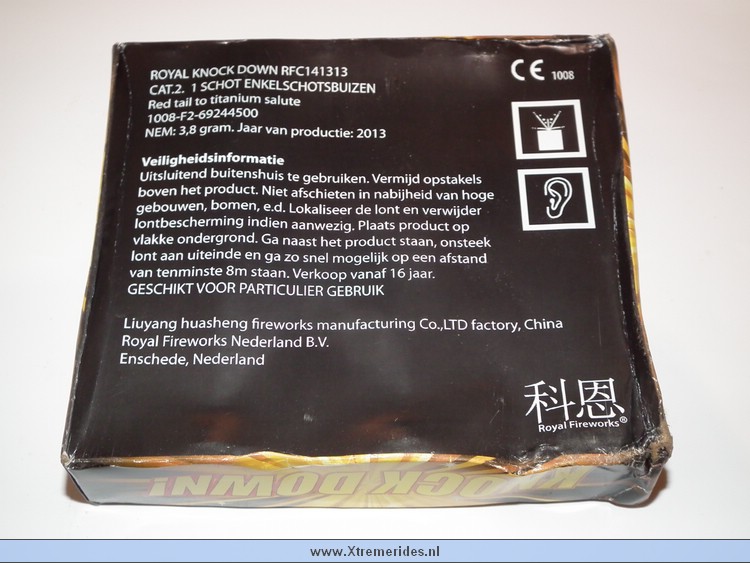 ROYAL KNOCK DOWN RFC141313
CAT.2. 1 SCHOT ENKELSCHOTSBUIZEN
Red tail to titanium salute
1008-F2-69244500
NEM: 3,8 gram. Jaar van productie: 2013
CE 1008
Veiligheidsinformatie
Uitsluitend buitenshuis te gebruiken. Vermijd opstakels
boven het product. Niet afschieten in nabijheid van hoge
gebouwen, bomen, e.d. Lokaliseer de lont en verwijder
lontbescherming indien aanwezig. Plaats product op
vlakke ondergrond. Ga naast het product staan, onsteek
lont aan uiteinde en ga zo snel mogelijk op een afstand
van tenminste 8m staan. Verkoop vanaf 16 jaar.
GESCHIKT VOOR PARTICULIER GEBRUIK
Liuyang huasheng fireworks manufacturing Co.,LTD factory, China
Royal Fireworks Nederland B.V.
Enschede, Nederland
科恩
Royal Fireworks®
KNOCK DOWN!
www.Xtremerides.nl